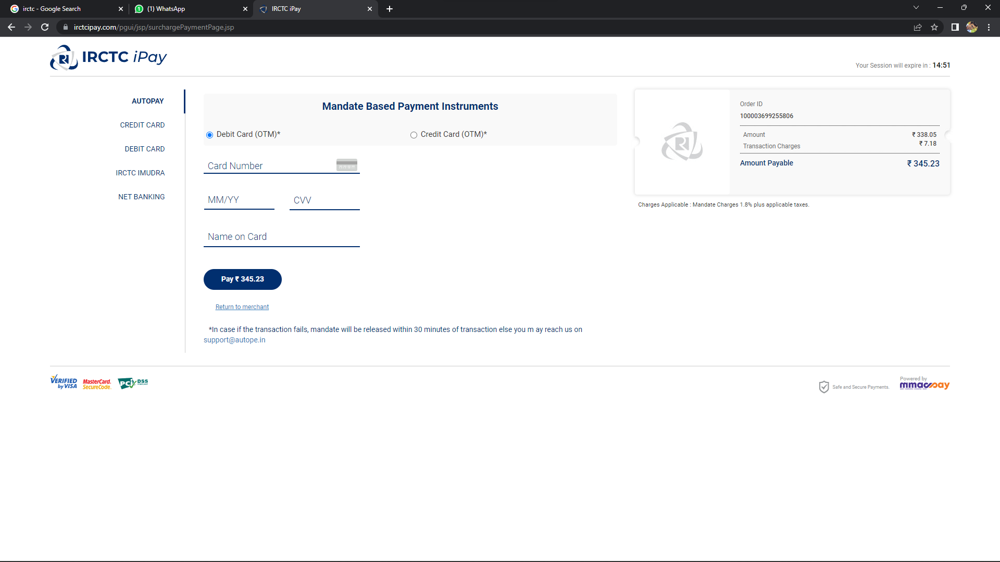 irctc - Google Search
(1) WhatsApp
IRCTC iPay
irctcipay.com/pgui/jsp/surchargePaymentPage.jsp
IRCTC iPay
Your Session will expire in : 14:51
AUTOPAY
CREDIT CARD
DEBIT CARD
IRCTC IMUDRA
NET BANKING
Mandate Based Payment Instruments
Debit Card (OTM)*
Credit Card (OTM)*
Card Number
MM/YY
CVV
Name on Card
Pay ₹ 345.23
Return to merchant
*In case if the transaction fails, mandate will be released within 30 minutes of transaction else you m ay reach us on
support@autope.in
Order ID
100003699255806
Amount ₹ 338.05
Transaction Charges ₹ 7.18
Amount Payable ₹ 345.23
Charges Applicable : Mandate Charges 1.8% plus applicable taxes.
VERIFIED
by VISA
MasterCard.
SecureCode.
PCI DSS
Safe and Secure Payments.
Powered by
mmadpay